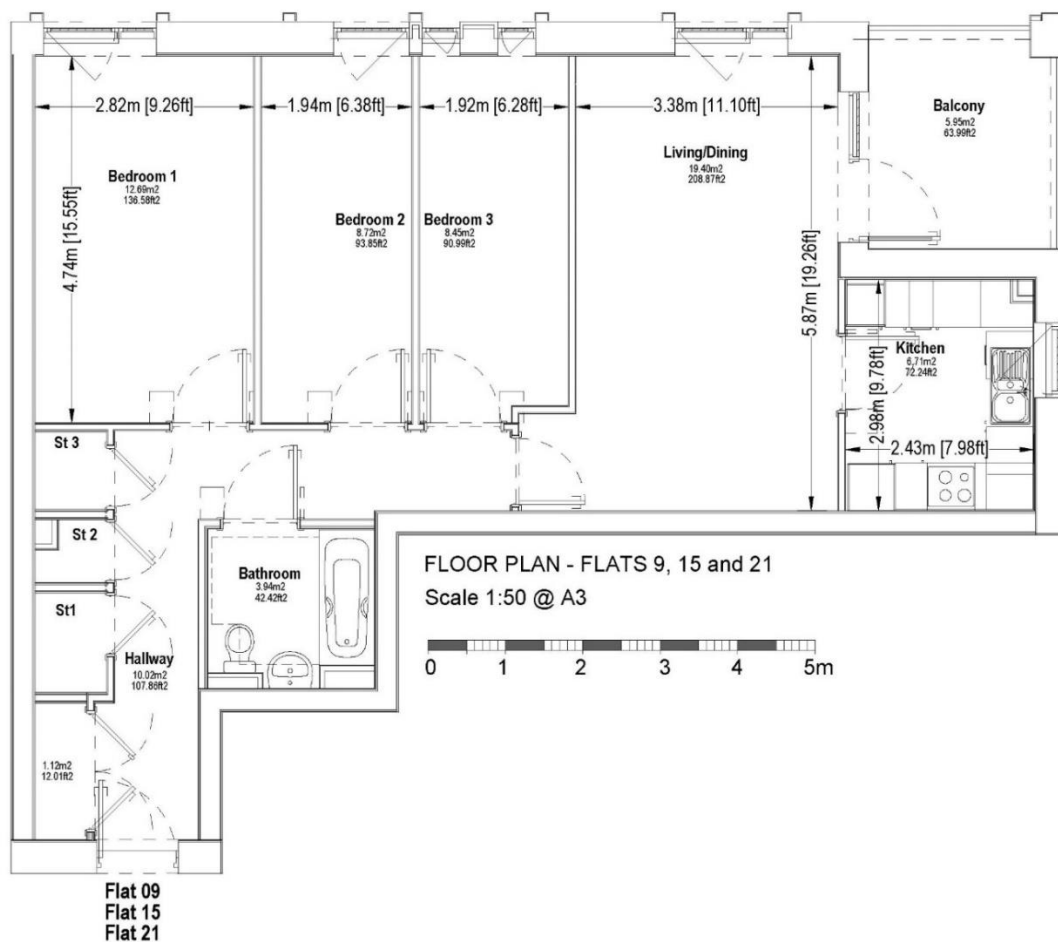 2.82m [9.26ft]
1.94m [6.38ft]
1.92m [6.28ft]
3.38m [11.10ft]
Balcony
5.95m2
63.99ft2
Living/Dining
19.40m2
208.87ft2
Bedroom 1
12.69m2
136.58ft2
Bedroom 2
8.72m2
93.85ft2
Bedroom 3
8.45m2
90.99ft2
4.74m [15.55ft]
5.87m [19.26ft]
Kitchen
6.71m2
72.24ft2
2.98m [9.78ft]
2.43m [7.98ft]
St 3
St 2
St1
Bathroom
3.94m2
42.42ft2
FLOOR PLAN - FLATS 9, 15 and 21
Scale 1:50 @ A3
0 1 2 3 4 5m
Hallway
10.02m2
107.86ft2
1.12m2
12.01ft2
Flat 09
Flat 15
Flat 21